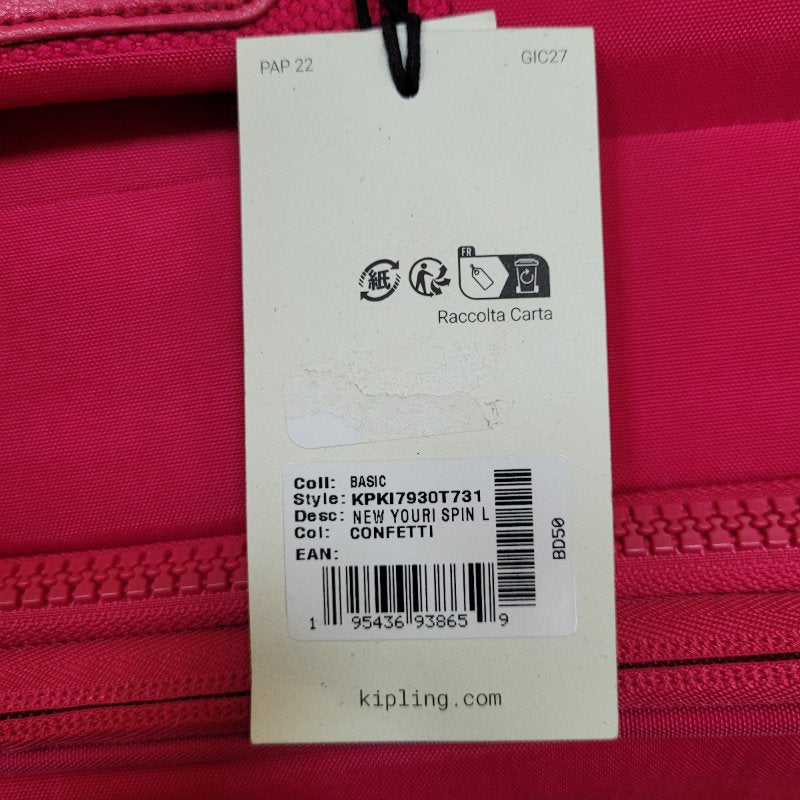 PAP 22
GIC27
紙
FR
Raccolta Carta
Coll: BASIC
Style: KPKI7930T731
Desc: NEW YOURI SPIN L
Col: CONFETTI
EAN:
1 95436 93865 9
BD50
kipling.com